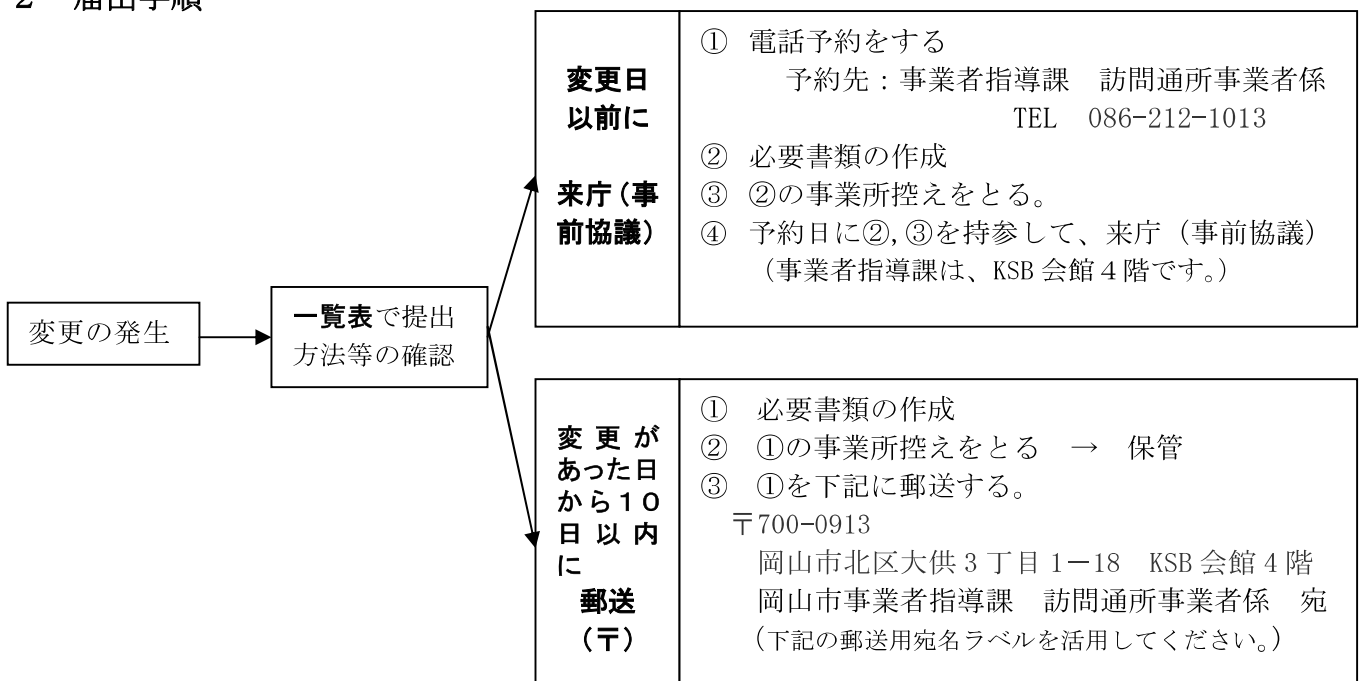 ２　届出手順
変更の発生
一覧表で提出
方法等の確認
変更日
以前に
来庁（事
前協議）
① 電話予約をする
予約先：事業者指導課　訪問通所事業者係
TEL　086-212-1013
② 必要書類の作成
③ ②の事業所控えをとる。
④ 予約日に②,③を持参して、来庁（事前協議）
（事業者指導課は、KSB会館４階です。）
変更が
あった日
から１０
日以内
に
郵送
（〒）
①　必要書類の作成
②　①の事業所控えをとる　→　保管
③　①を下記に郵送する。
〒700-0913
岡山市北区大供３丁目1－18　KSB会館４階
岡山市事業者指導課　訪問通所事業者係　宛
（下記の郵送用宛名ラベルを活用してください。）